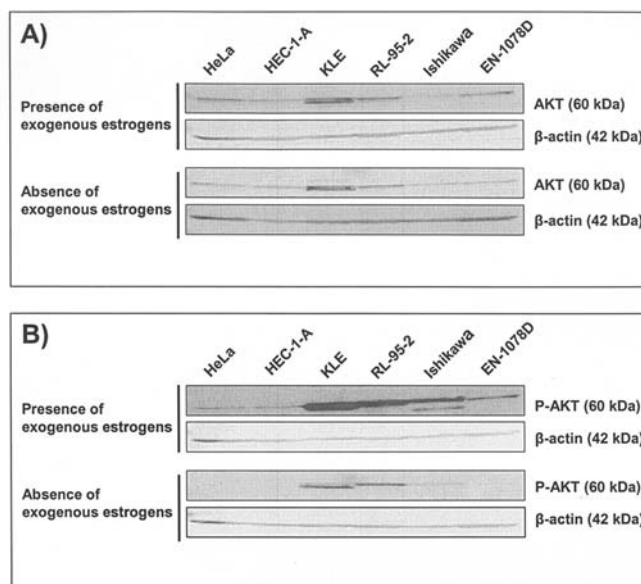 A)
HeLa HEC-1-A KLE RL-95-2 Ishikawa EN-1078D
Presence of
exogenous estrogens
AKT (60 kDa)
β-actin (42 kDa)
Absence of
exogenous estrogens
AKT (60 kDa)
β-actin (42 kDa)
B)
HeLa HEC-1-A KLE RL-95-2 Ishikawa EN-1078D
Presence of
exogenous estrogens
P-AKT (60 kDa)
β-actin (42 kDa)
Absence of
exogenous estrogens
P-AKT (60 kDa)
β-actin (42 kDa)